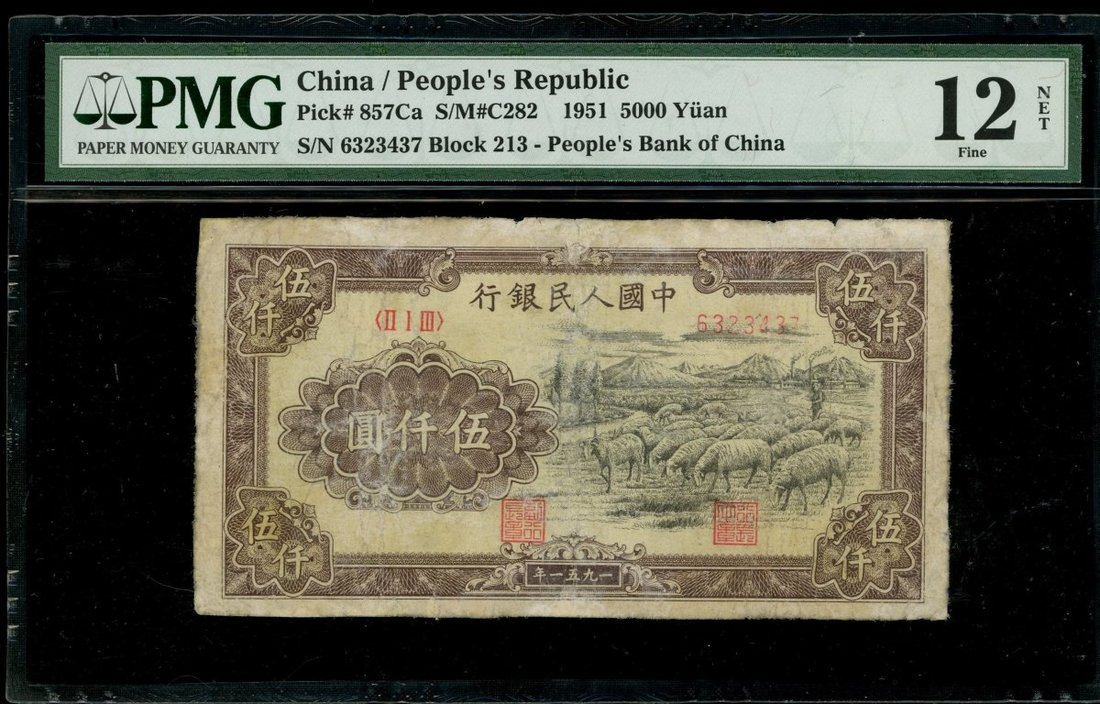 PMG
PAPER MONEY GUARANTY
China / People's Republic
Pick# 857Ca S/M#C282 1951 5000 Yüan
S/N 6323437 Block 213 - People's Bank of China
12
Fine
NET
伍仟
伍仟
中國人民銀行
〈II I III〉
6323437
伍仟圓
伍仟
伍仟
一九五一年